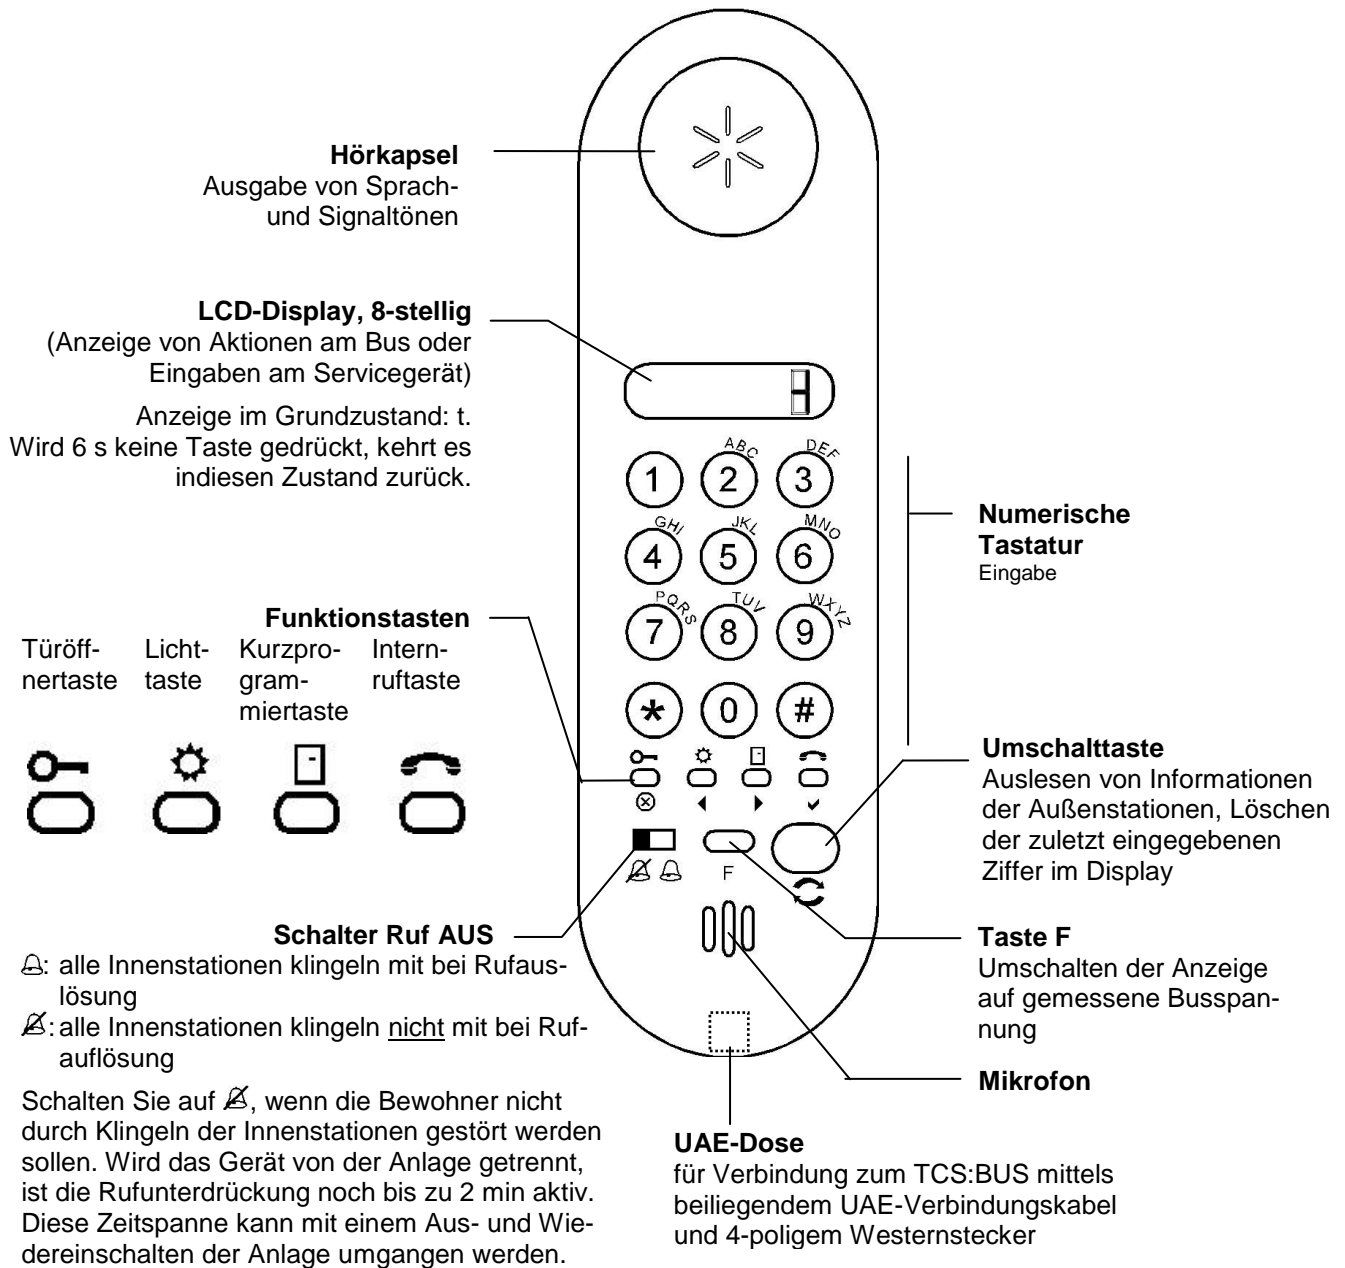 Hörkapsel
Ausgabe von Sprach-
und Signaltönen
LCD-Display, 8-stellig
(Anzeige von Aktionen am Bus oder
Eingaben am Servicegerät)
Anzeige im Grundzustand: t.
Wird 6 s keine Taste gedrückt, kehrt es
indiesen Zustand zurück.
Funktionstasten
Türöff-
nertaste
Licht-
taste
Kurzpro-
gram-
miertaste
Intern-
ruftaste
Schalter Ruf AUS
: alle Innenstationen klingeln mit bei Rufaus-
lösung
: alle Innenstationen klingeln nicht mit bei Ruf-
auflösung
Schalten Sie auf , wenn die Bewohner nicht
durch Klingeln der Innenstationen gestört werden
sollen. Wird das Gerät von der Anlage getrennt,
ist die Rufunterdrückung noch bis zu 2 min aktiv.
Diese Zeitspanne kann mit einem Aus- und Wie-
dereinschalten der Anlage umgangen werden.
ABC DEF
1 2 3
GHI JKL MNO
4 5 6
PQRS TUV WXYZ
7 8 9
* 0 #
F
Numerische
Tastatur
Eingabe
Umschalttaste
Auslesen von Informationen
der Außenstationen, Löschen
der zuletzt eingegebenen
Ziffer im Display
Taste F
Umschalten der Anzeige
auf gemessene Busspan-
nung
Mikrofon
UAE-Dose
für Verbindung zum TCS:BUS mittels
beiliegendem UAE-Verbindungskabel
und 4-poligem Westernstecker